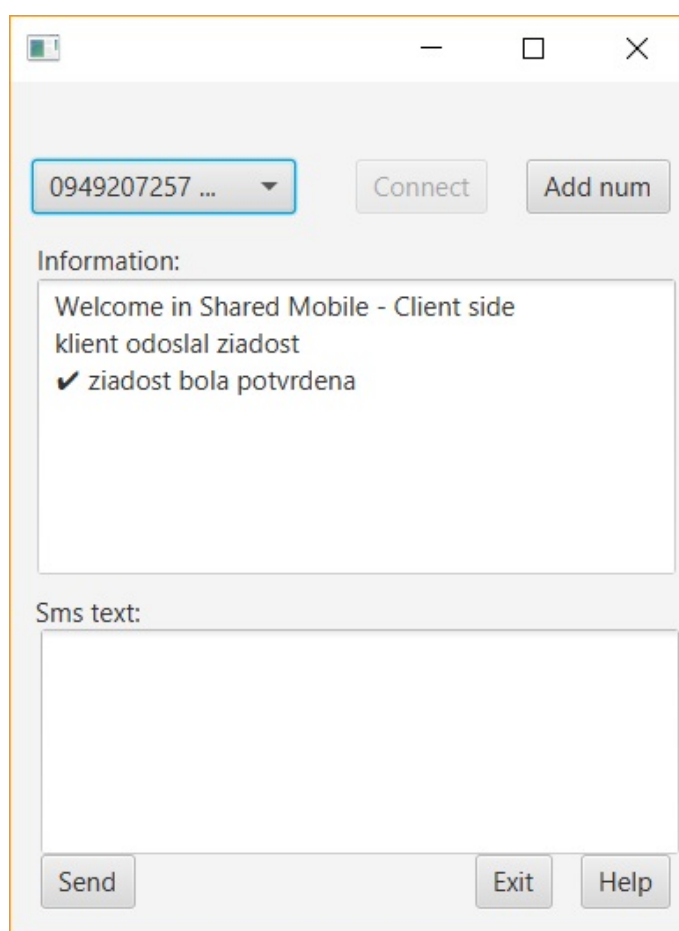 0949207257 ... Connect Add num
Information:
Welcome in Shared Mobile - Client side
klient odoslal ziadost
✔ ziadost bola potvrdena
Sms text:
Send Exit Help